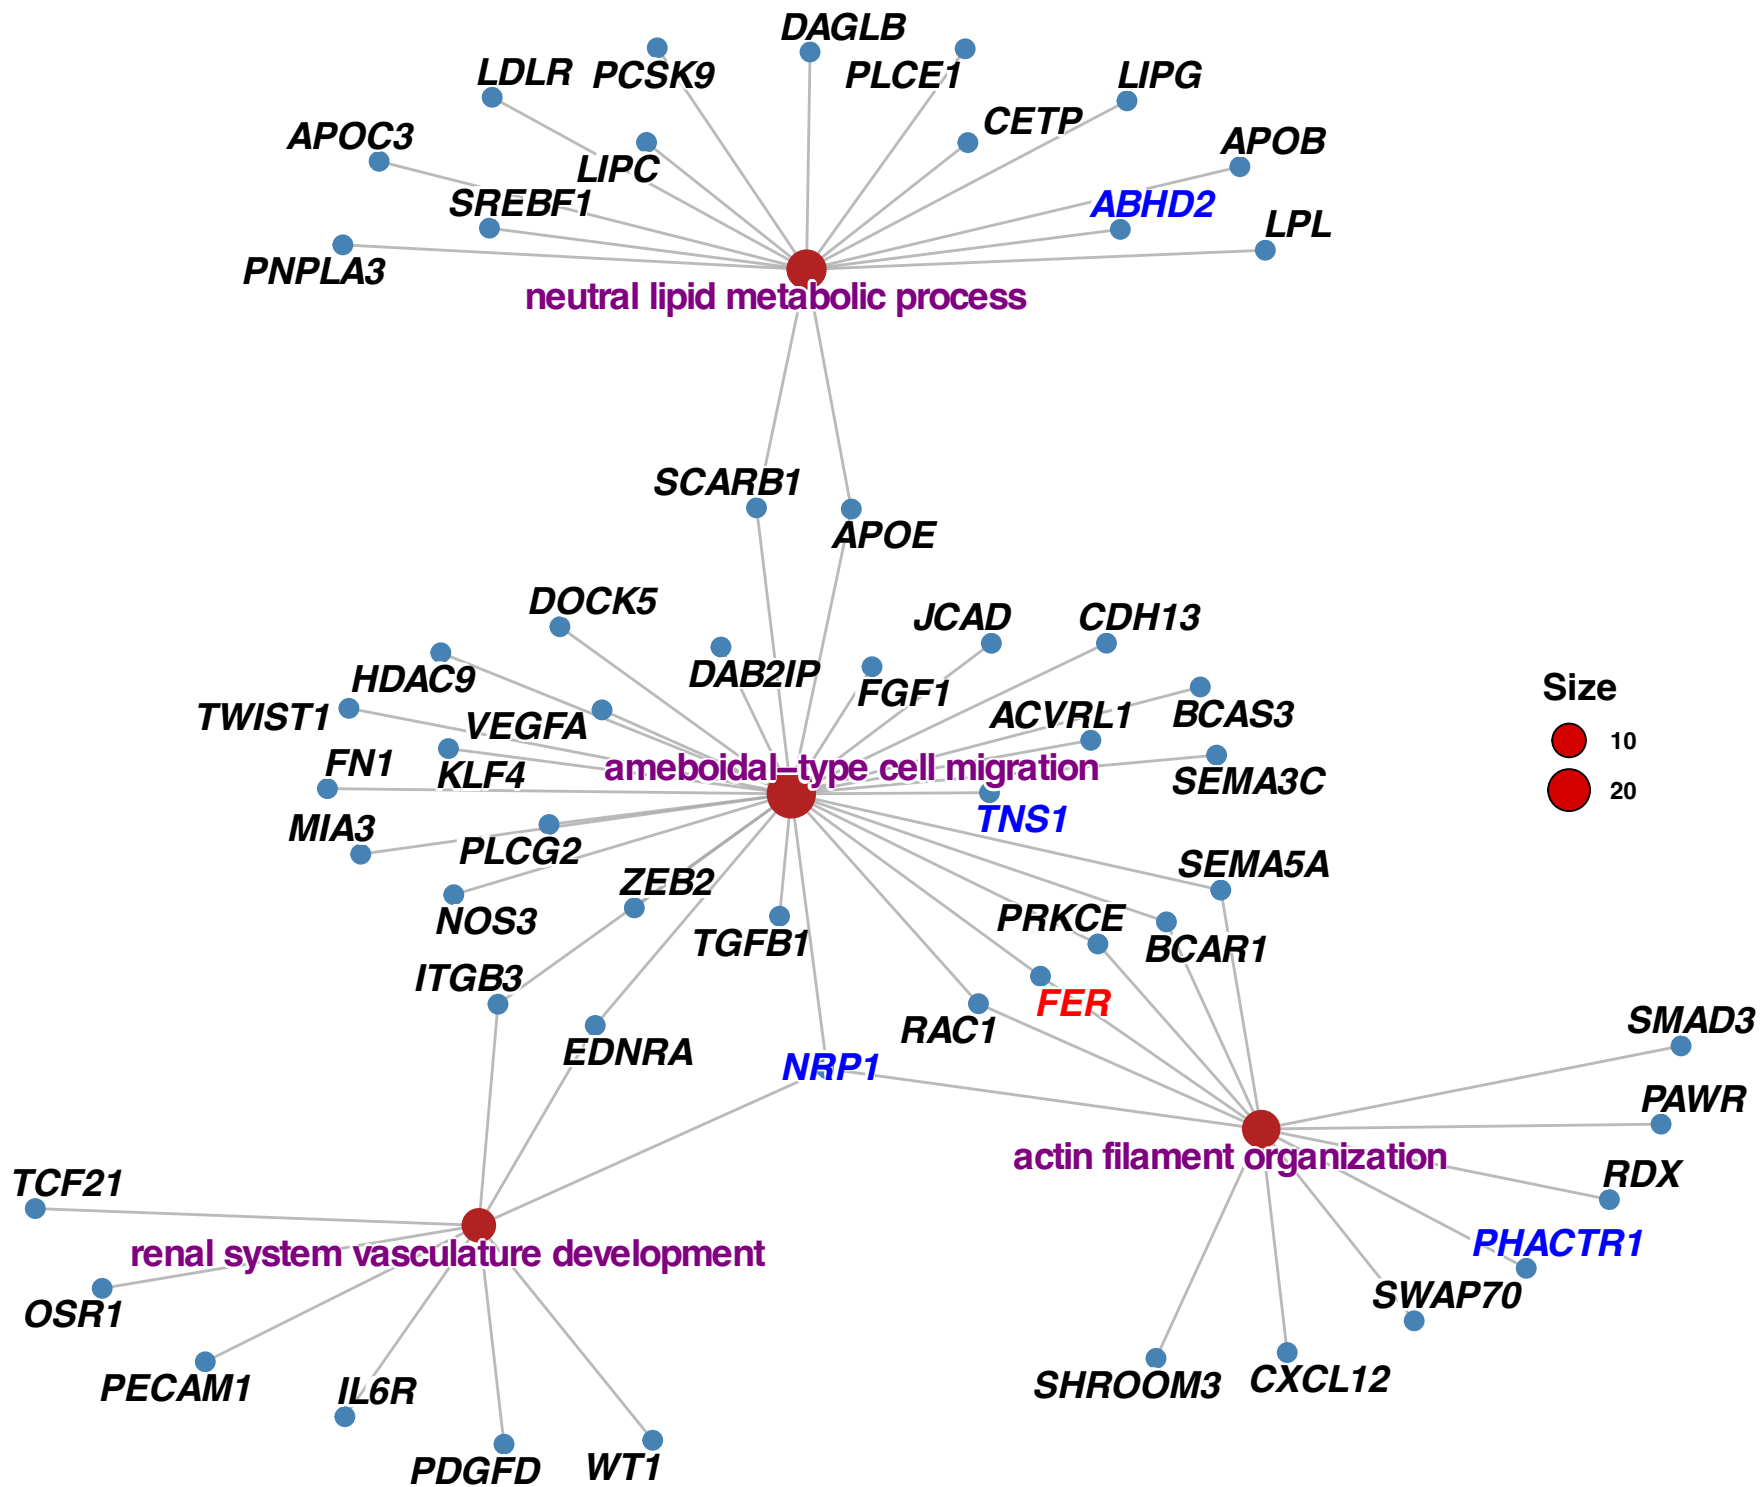 DAGLB
LDLR
PCSK9
PLCE1
LIPG
CETP
APOC3
APOB
LIPC
SREBF1
ABHD2
LPL
PNPLA3
neutral lipid metabolic process
SCARB1
APOE
DOCK5
JCAD
CDH13
DAB2IP
HDAC9
FGF1
Size
TWIST1
VEGFA
ACVRL1
BCAS3
10
FN1
KLF4
ameboidal–type cell migration
SEMA3C
20
MIA3
TNS1
PLCG2
SEMA5A
ZEB2
NOS3
TGFB1
PRKCE
BCAR1
ITGB3
FER
RAC1
SMAD3
EDNRA
NRP1
PAWR
actin filament organization
TCF21
RDX
renal system vasculature development
PHACTR1
SWAP70
OSR1
PECAM1
IL6R
SHROOM3
CXCL12
PDGFD
WT1